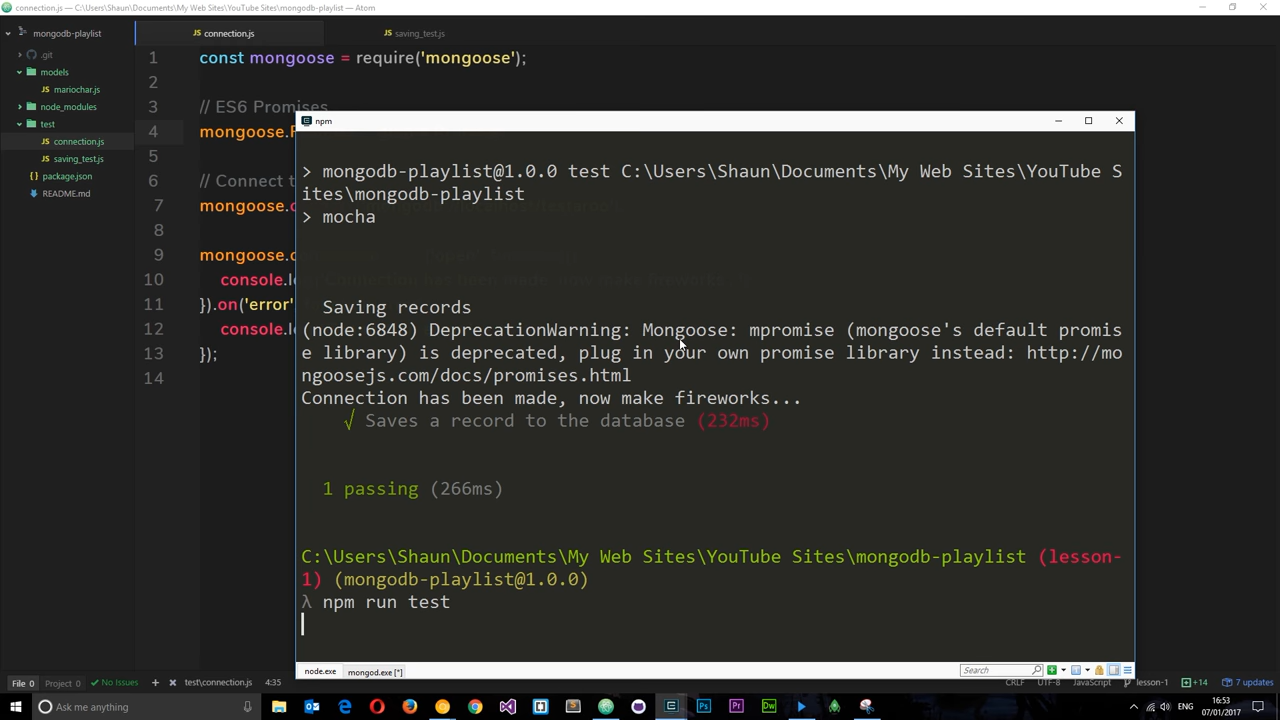 connection.js — C:\Users\Shaun\Documents\My Web Sites\YouTube Sites\mongodb-playlist — Atom
mongodb-playlist
.git
models
mariochar.js
node_modules
test
connection.js
saving_test.js
package.json
README.md
connection.js
saving_test.js
1 const mongoose = require('mongoose');
2
3 // ES6 Promises
4 mongoose.
5
6 // Connect t
7 mongoose.c
8
9 mongoose.c
10 console.l
11 }).on('error'
12 console.l
13 });
14
npm
> mongodb-playlist@1.0.0 test C:\Users\Shaun\Documents\My Web Sites\YouTube S
ites\mongodb-playlist
> mocha
Saving records
(node:6848) DeprecationWarning: Mongoose: mpromise (mongoose's default promis
e library) is deprecated, plug in your own promise library instead: http://mo
ngoosejs.com/docs/promises.html
Connection has been made, now make fireworks...
√ Saves a record to the database (232ms)
1 passing (266ms)
C:\Users\Shaun\Documents\My Web Sites\YouTube Sites\mongodb-playlist (lesson-
1) (mongodb-playlist@1.0.0)
λ npm run test
node.exe
mongod.exe [*]
Search
File 0
Project 0
No Issues
test\connection.js
4:35
CRLF
UTF-8
JavaScript
lesson-1
+14
7 updates
Ask me anything
ENG
16:53
07/01/2017